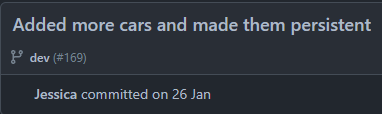 Added more cars and made them persistent
dev (#169)
Jessica committed on 26 Jan